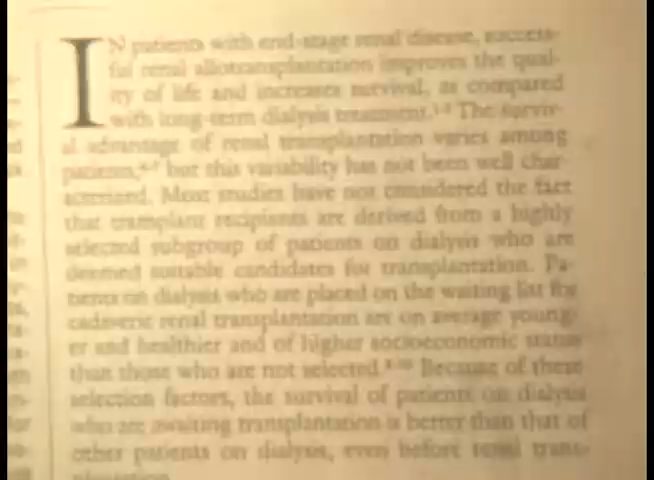 IN patients with end-stage renal disease, success-
ful renal allotransplantation improves the qual-
ity of life and increases survival, as compared
with long-term dialysis treatment. The surviv-
al advantage of renal transplantation varies among
patients, but this variability has not been well char-
acterized. Most studies have not considered the fact
that transplant recipients are derived from a highly
selected subgroup of patients on dialysis who are
deemed suitable candidates for transplantation. Pa-
tients on dialysis who are placed on the waiting list for
cadaveric renal transplantation are on average young-
er and healthier and of higher socioeconomic status
than those who are not selected. Because of these
selection factors, the survival of patients on dialysis
who are awaiting transplantation is better than that of
other patients on dialysis, even before renal trans-
plantation.